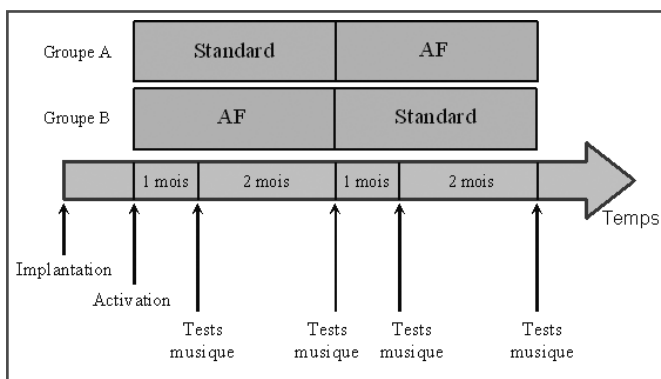 Groupe A
Standard
AF
Groupe B
AF
Standard
1 mois
2 mois
1 mois
2 mois
Temps
Implantation
Activation
Tests
musique
Tests
musique
Tests
musique
Tests
musique